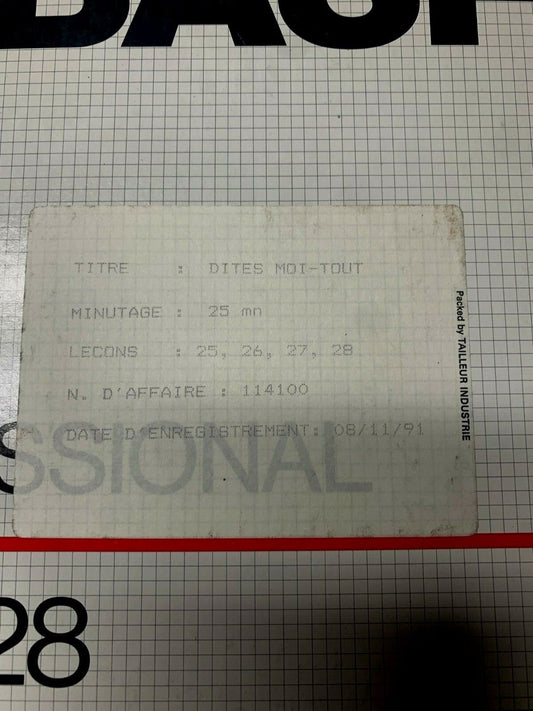 BASF
TITRE : DITES MOI-TOUT
MINUTAGE : 25 mn
LECONS : 25, 26, 27, 28
N. D'AFFAIRE : 114100
DATE D'ENREGISTREMENT: 08/11/91
Packed by TAILLEUR INDUSTRIE
SSIONAL
28